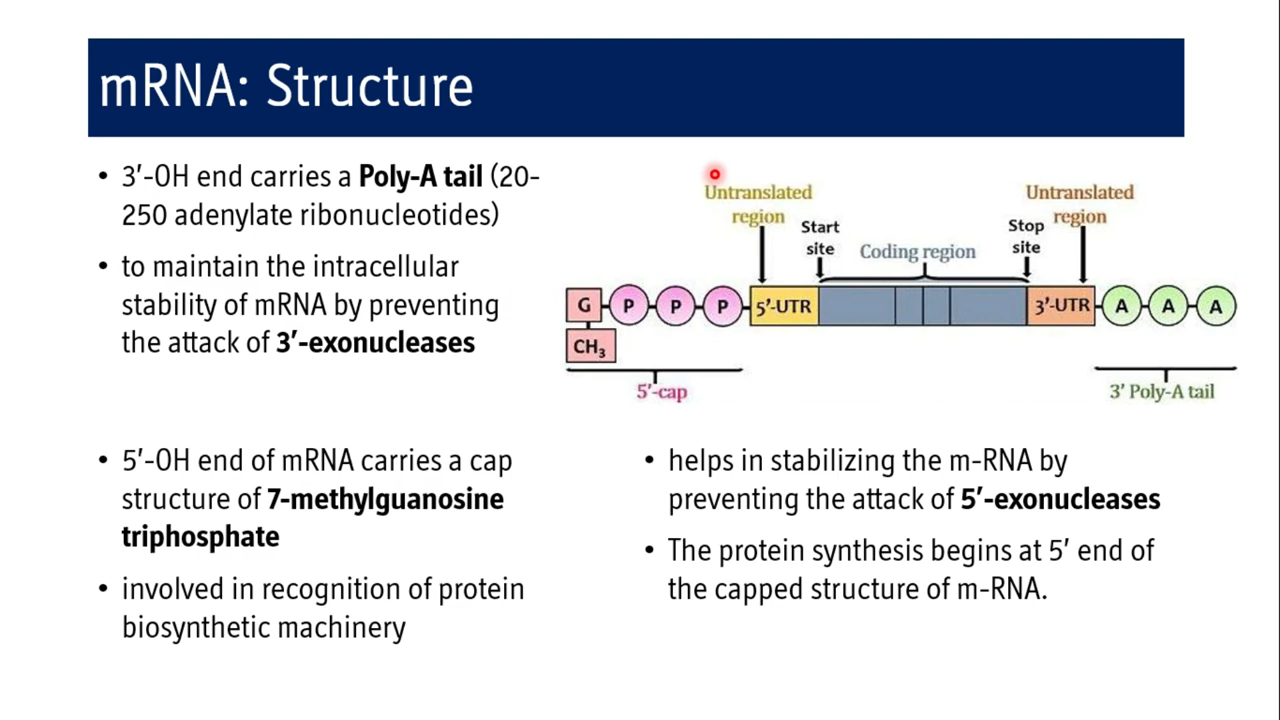 mRNA: Structure
• 3′-OH end carries a Poly-A tail (20-
250 adenylate ribonucleotides)
• to maintain the intracellular
stability of mRNA by preventing
the attack of 3′-exonucleases
Untranslated
region
Start
site
Coding region
Stop
site
Untranslated
region
G
P
P
P
5′-UTR
3′-UTR
A
A
A
CH3
5′-cap
3′ Poly-A tail
• 5′-OH end of mRNA carries a cap
structure of 7-methylguanosine
triphosphate
• involved in recognition of protein
biosynthetic machinery
• helps in stabilizing the m-RNA by
preventing the attack of 5′-exonucleases
• The protein synthesis begins at 5′ end of
the capped structure of m-RNA.